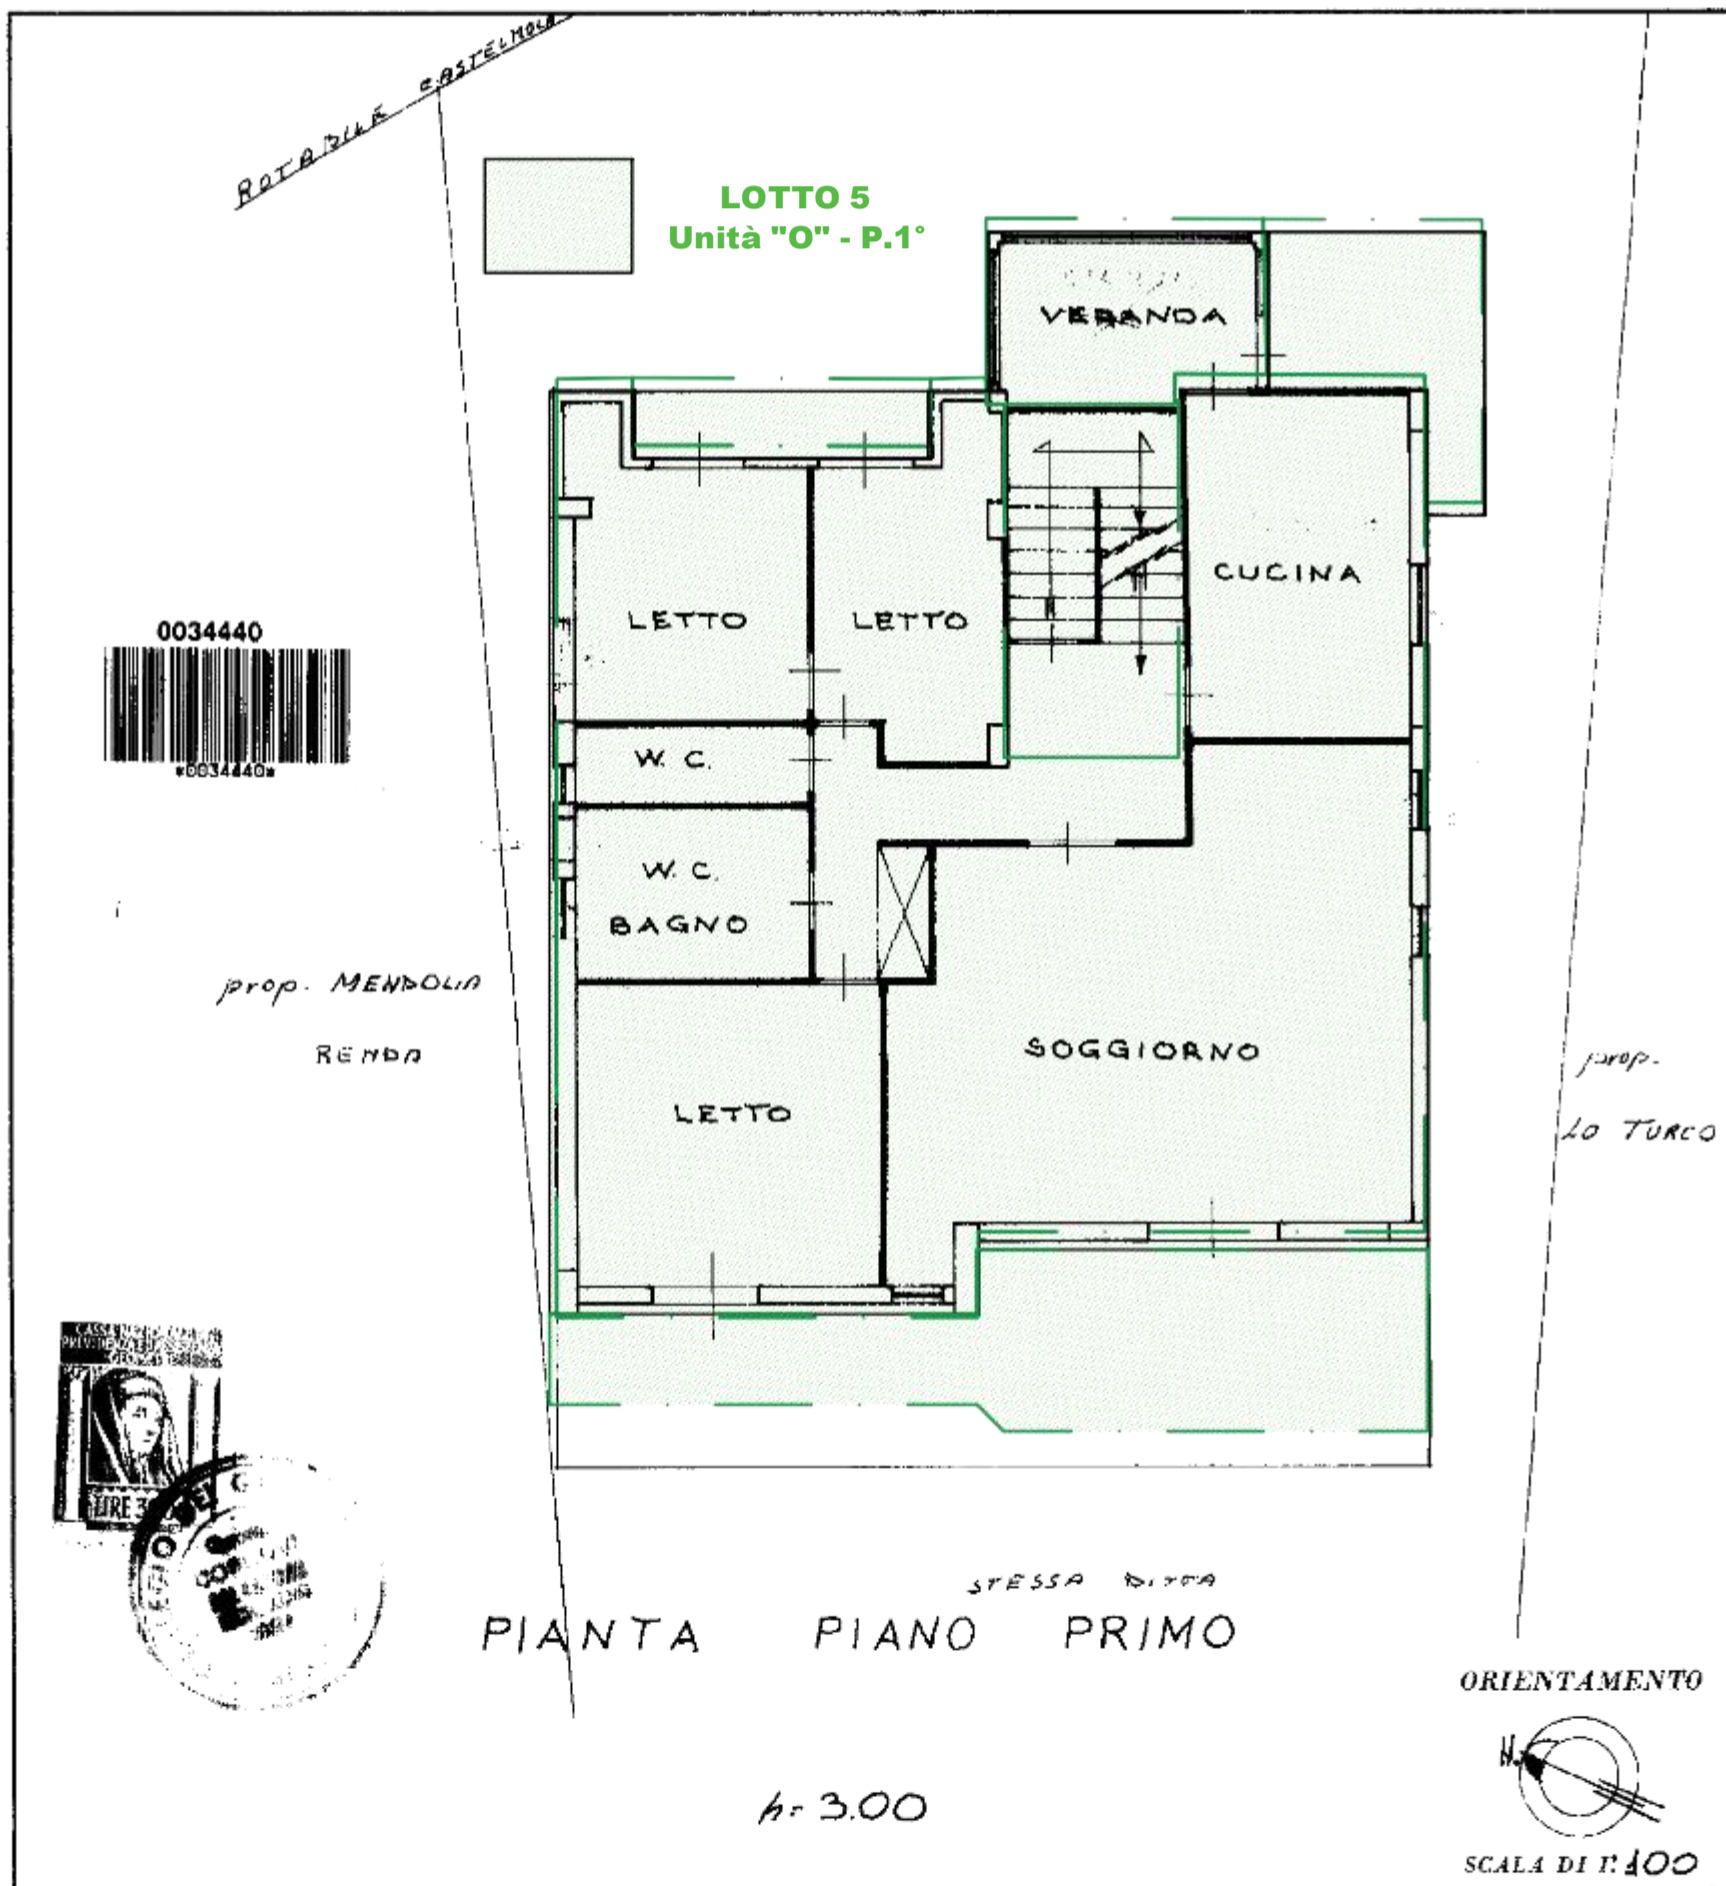 ROTABILE CASTELMOLA
LOTTO 5
Unità "O" - P.1°
VERANDA
CUCINA
LETTO
LETTO
0034440
*0034440*
W. C.
W. C.
BAGNO
prop. MENDOLIA
RENDA
SOGGIORNO
prop.
LO TURCO
LETTO
LIRE
STESSA DITTA
PIANTA PIANO PRIMO
ORIENTAMENTO
N.
h= 3.00
SCALA DI 1: 100